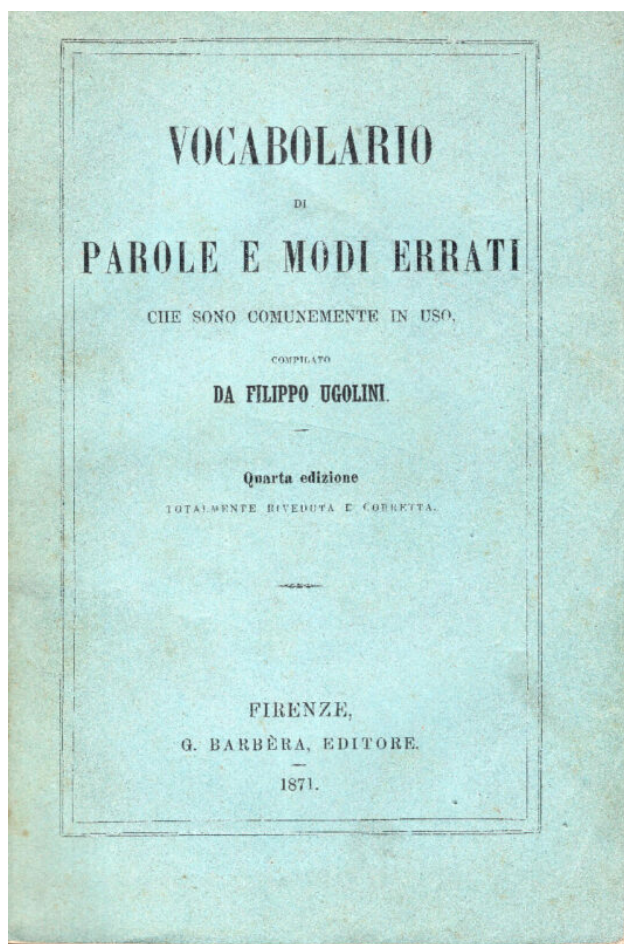 VOCABOLARIO
DI
PAROLE E MODI ERRATI
CHE SONO COMUNEMENTE IN USO,
COMPILATO
DA FILIPPO UGOLINI.
Quarta edizione
TOTALMENTE RIVEDUTA E CORRETTA.
FIRENZE,
G. BARBÈRA, EDITORE.
1871.